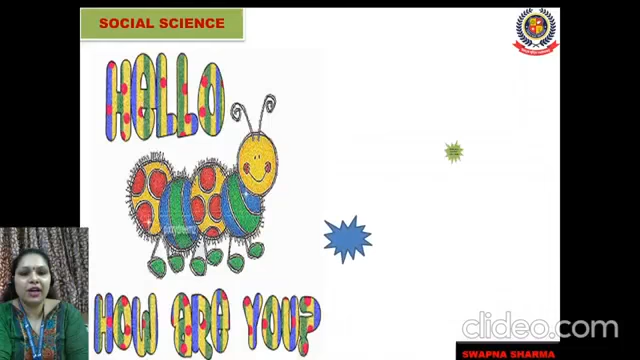 SOCIAL SCIENCE
HELLO
HOW ARE YOU?
clideo.com
SWAPNA SHARMA